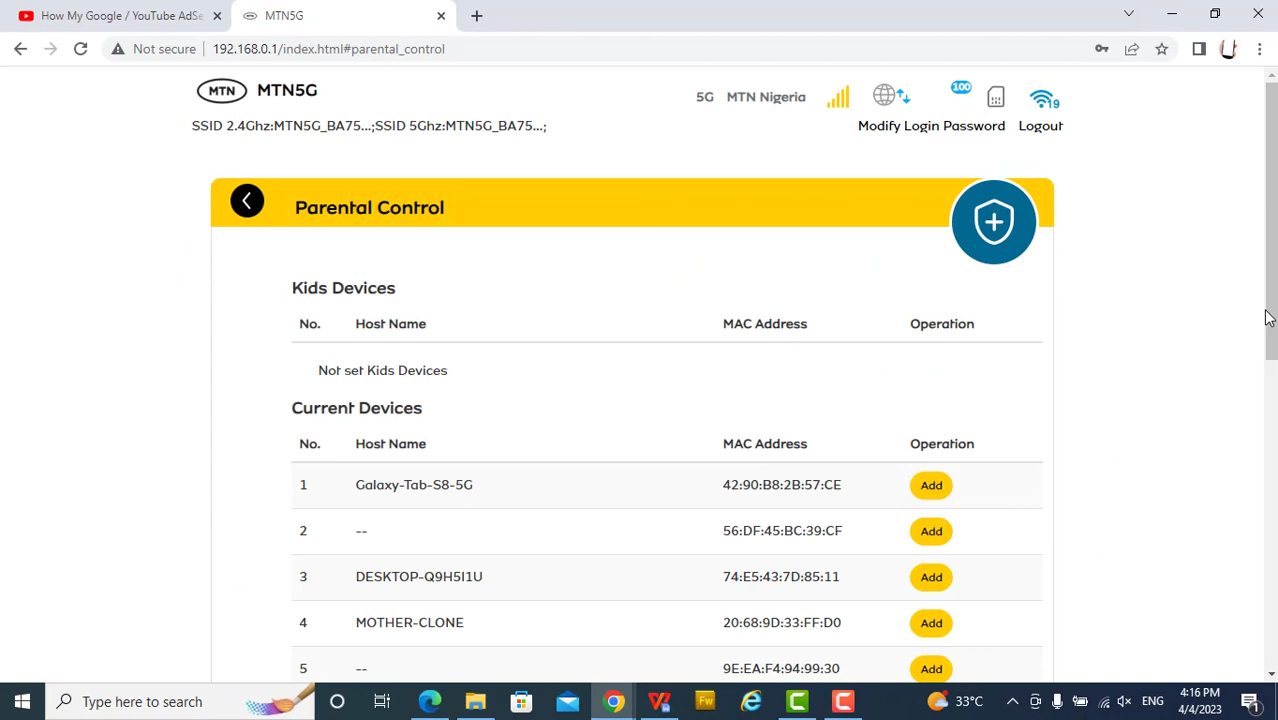 How My Google / YouTube AdSe
MTN5G
Not secure
192.168.0.1/index.html#parental_control
MTN
MTN5G
5G MTN Nigeria
100
19
SSID 2.4Ghz:MTN5G_BA75...;SSID 5Ghz:MTN5G_BA75...;
Modify Login Password Logout
Parental Control
Kids Devices
No. Host Name MAC Address Operation
Not set Kids Devices
Current Devices
No. Host Name MAC Address Operation
1 Galaxy-Tab-S8-5G 42:90:B8:2B:57:CE Add
2 -- 56:DF:45:BC:39:CF Add
3 DESKTOP-Q9H5I1U 74:E5:43:7D:85:11 Add
4 MOTHER-CLONE 20:68:9D:33:FF:D0 Add
5 -- 9E:EA:F4:94:99:30 Add
Type here to search
Fw
33°C
ENG
4:16 PM
4/4/2023
1